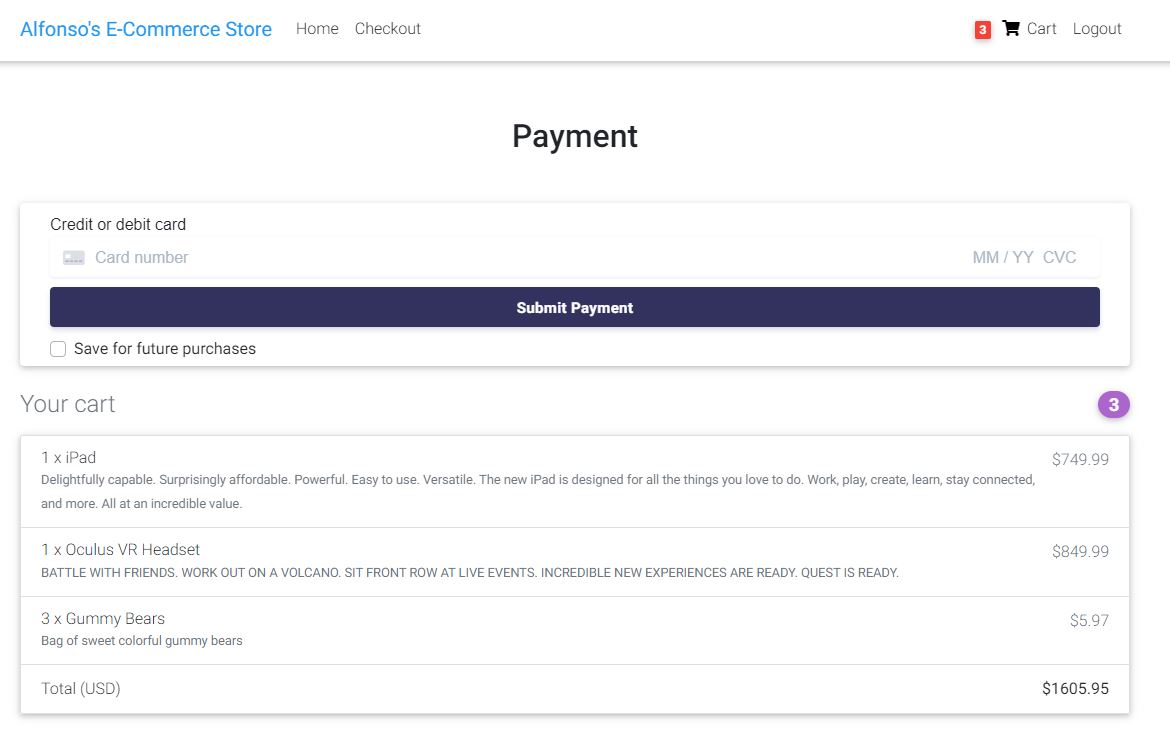 Alfonso's E-Commerce Store Home Checkout 3 Cart Logout
Payment
Credit or debit card
Card number MM / YY CVC
Submit Payment
Save for future purchases
Your cart 3
1 x iPad $749.99
Delightfully capable. Surprisingly affordable. Powerful. Easy to use. Versatile. The new iPad is designed for all the things you love to do. Work, play, create, learn, stay connected,
and more. All at an incredible value.
1 x Oculus VR Headset $849.99
BATTLE WITH FRIENDS. WORK OUT ON A VOLCANO. SIT FRONT ROW AT LIVE EVENTS. INCREDIBLE NEW EXPERIENCES ARE READY. QUEST IS READY.
3 x Gummy Bears $5.97
Bag of sweet colorful gummy bears
Total (USD) $1605.95